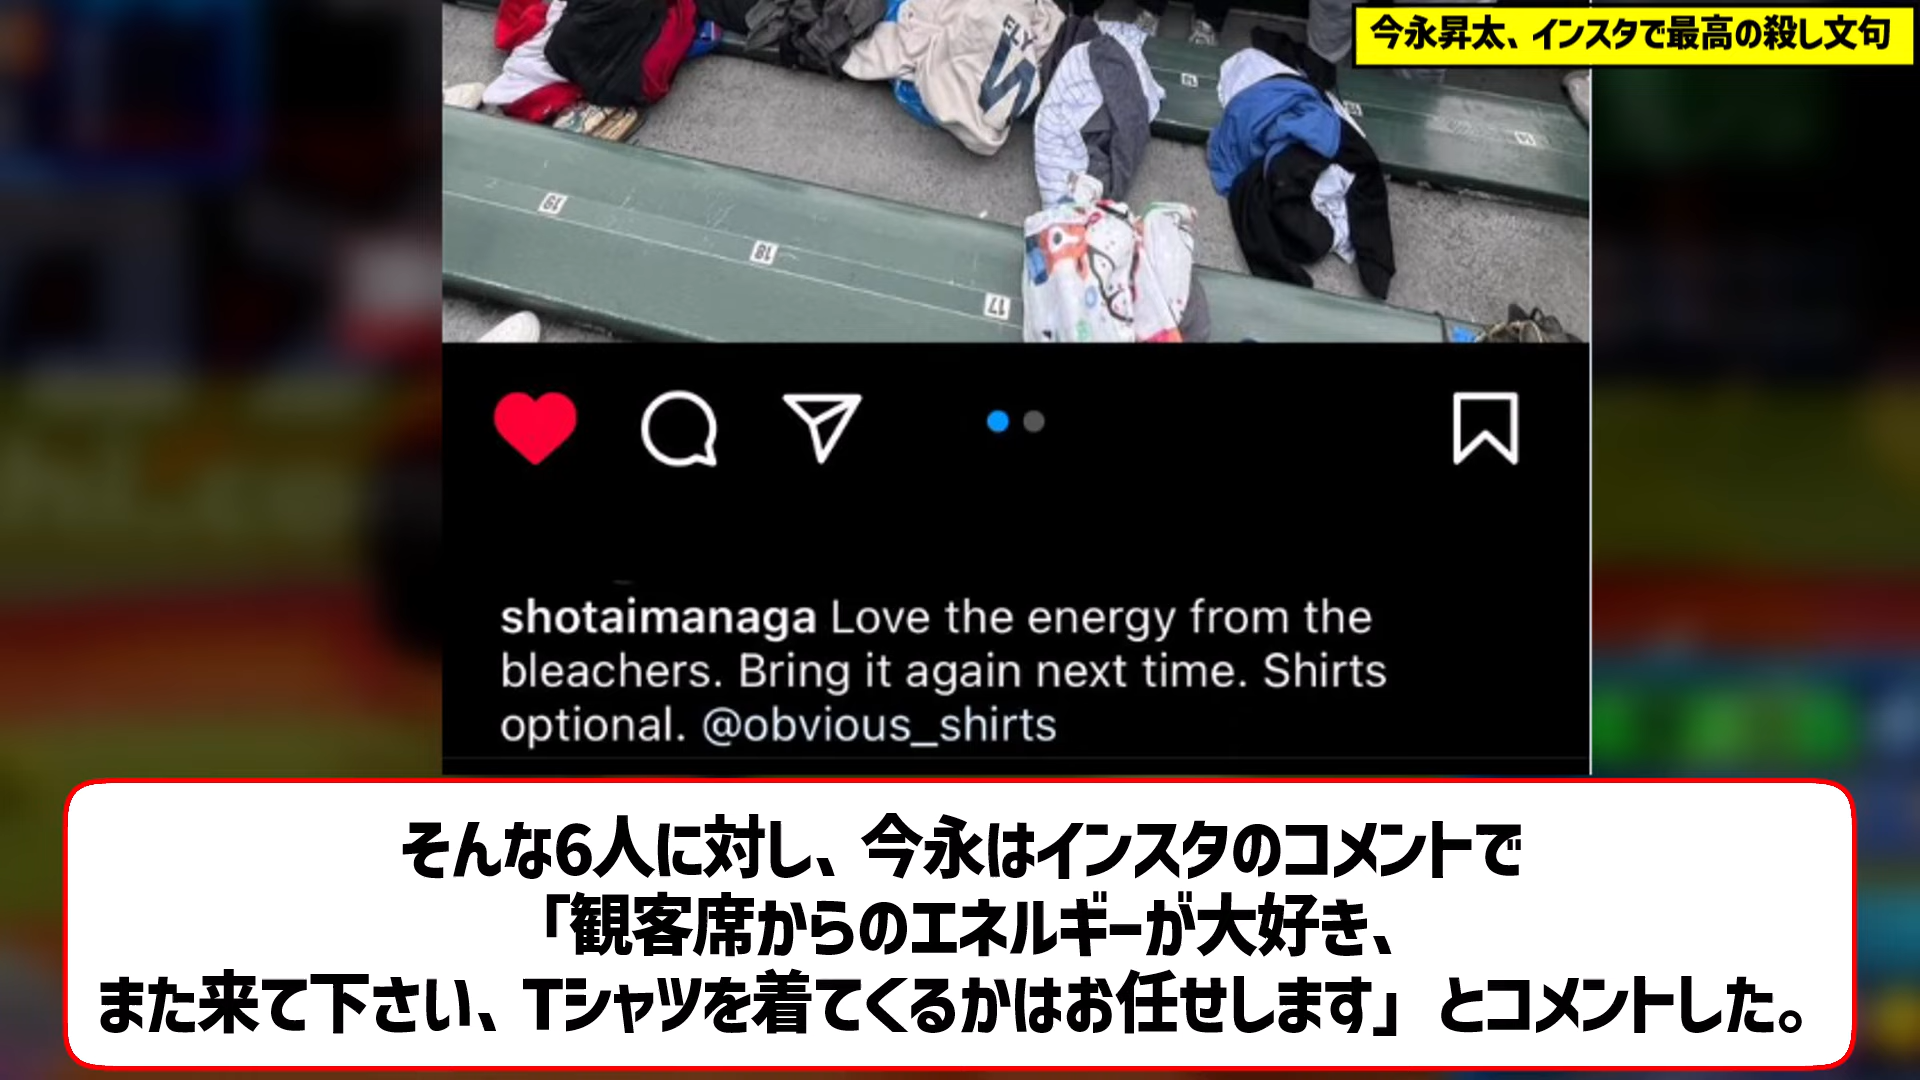 今永昇太、インスタで最高の殺し文句
ELY
19
18
17
shotaimanaga Love the energy from the
bleachers. Bring it again next time. Shirts
optional. @obvious_shirts
そんな6人に対し、今永はインスタのコメントで
「観客席からのエネルギーが大好き、
また来て下さい、Tシャツを着てくるかはお任せします」とコメントした。